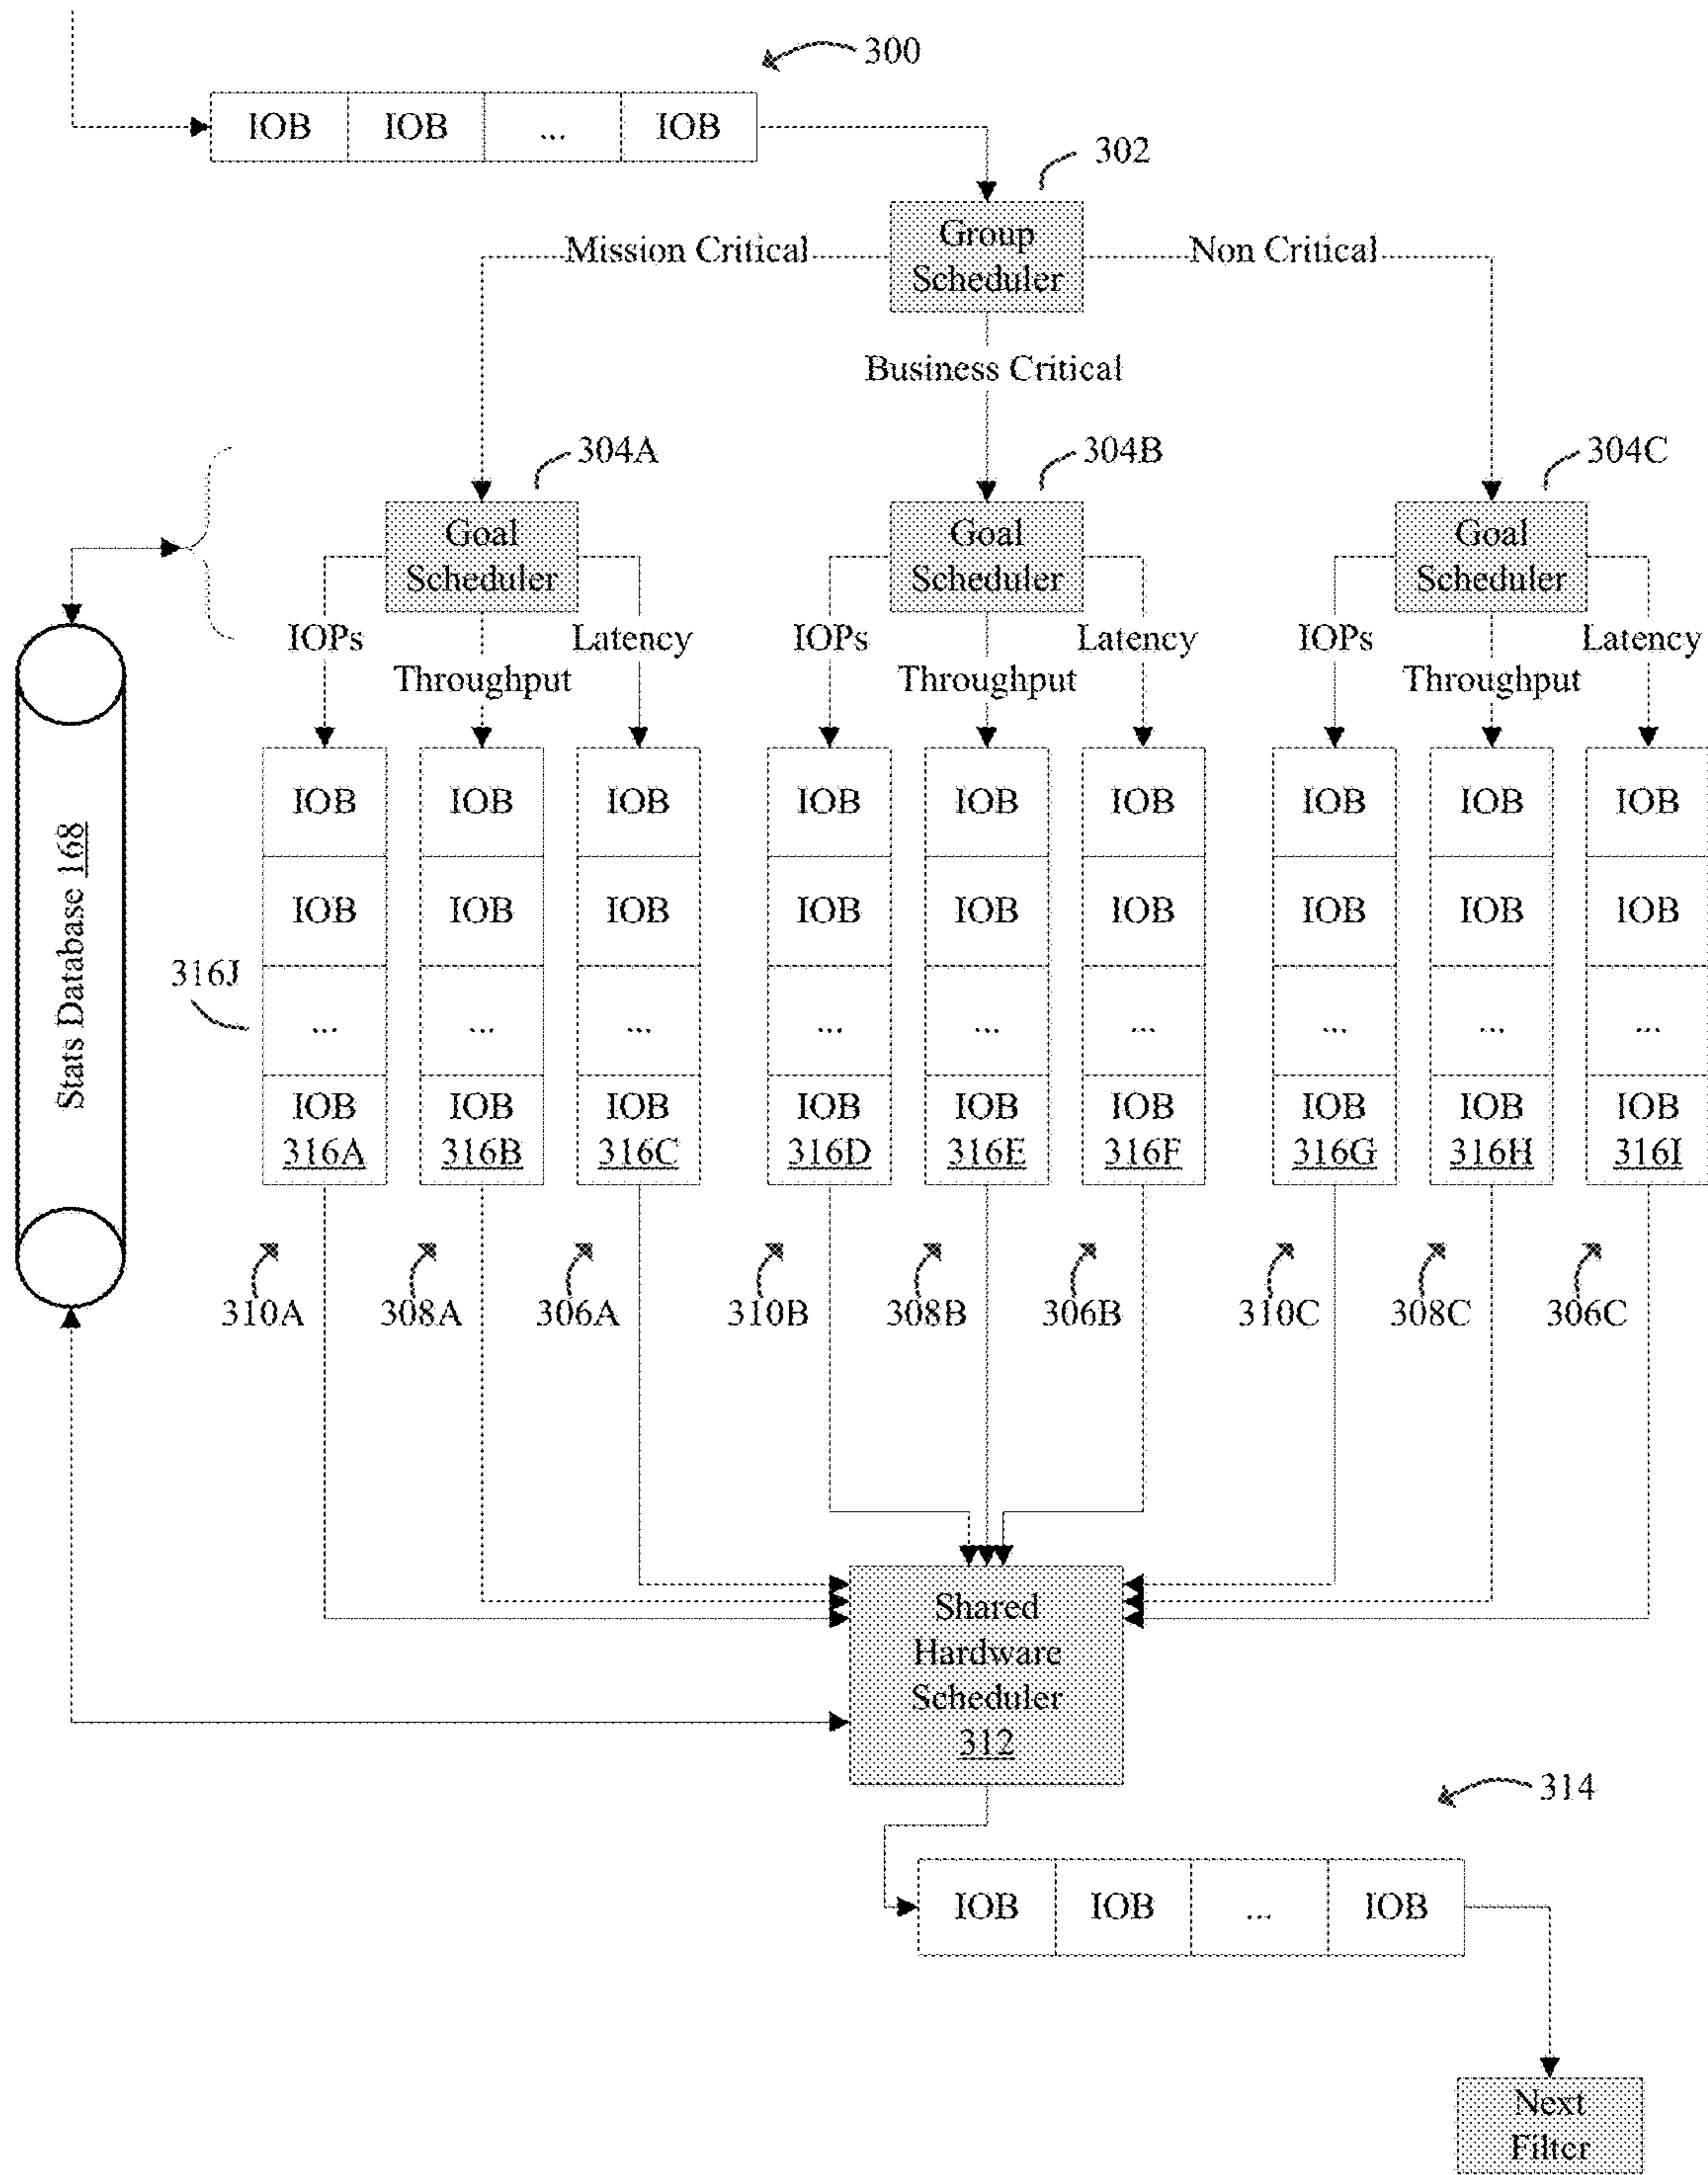 300
IOB IOB ... IOB
302
Group
Scheduler
Mission Critical
Non Critical
Business Critical
304A
304B
304C
Goal
Scheduler
Goal
Scheduler
Goal
Scheduler
IOPs
Latency
IOPs
Latency
IOPs
Latency
Throughput
Throughput
Throughput
Stats Database 168
IOB IOB IOB IOB IOB IOB IOB IOB IOB
IOB IOB IOB IOB IOB IOB IOB IOB IOB
316J
... ... ... ... ... ... ... ... ...
IOB IOB IOB IOB IOB IOB IOB IOB IOB
316A 316B 316C 316D 316E 316F 316G 316H 316I
310A 308A 306A 310B 308B 306B 310C 308C 306C
Shared
Hardware
Scheduler
312
314
IOB IOB ... IOB
Next
Filter